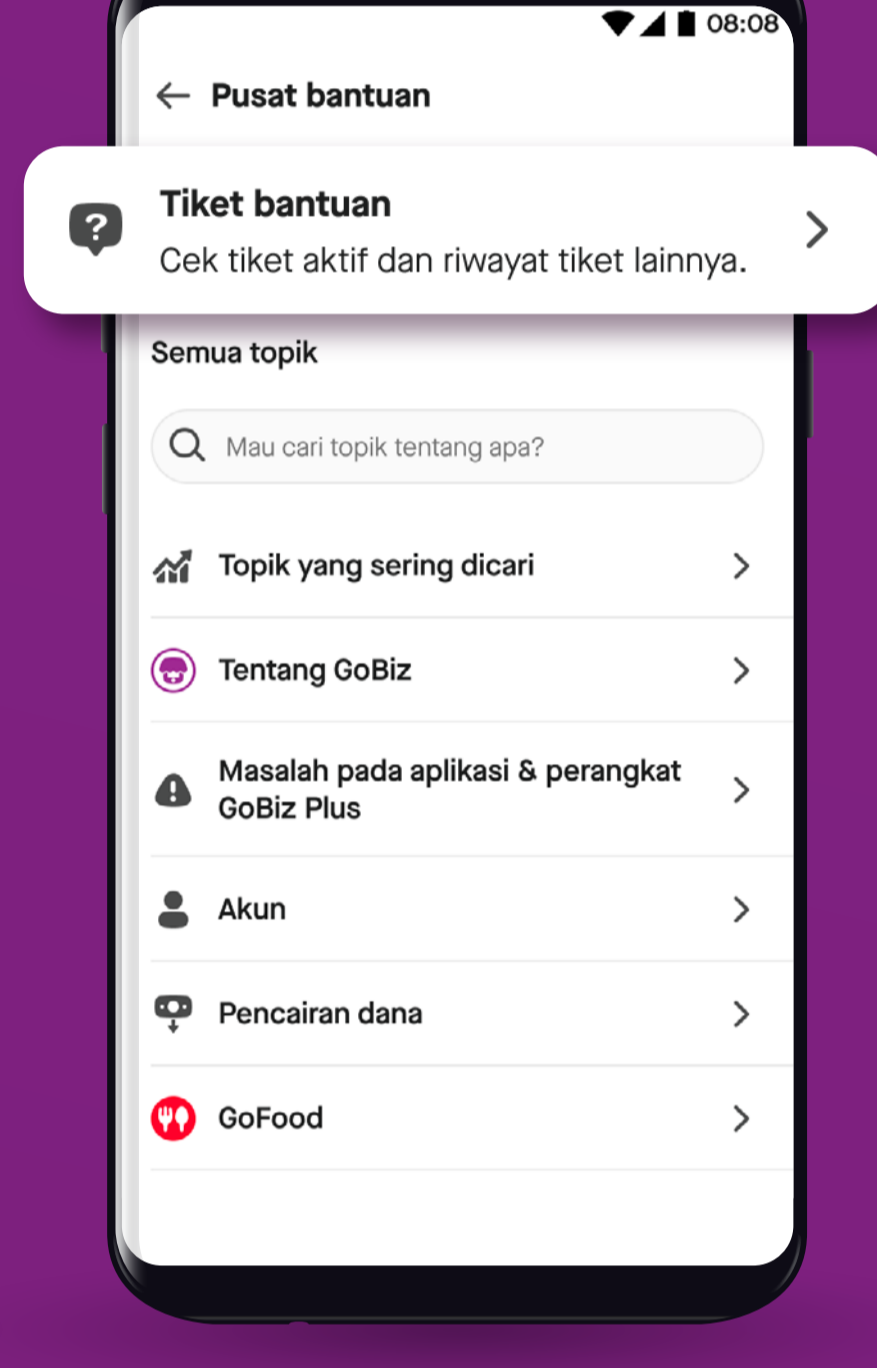 08:08
Pusat bantuan
Tiket bantuan
Cek tiket aktif dan riwayat tiket lainnya.
Semua topik
Mau cari topik tentang apa?
Topik yang sering dicari
Tentang GoBiz
Masalah pada aplikasi & perangkat
GoBiz Plus
Akun
Pencairan dana
GoFood